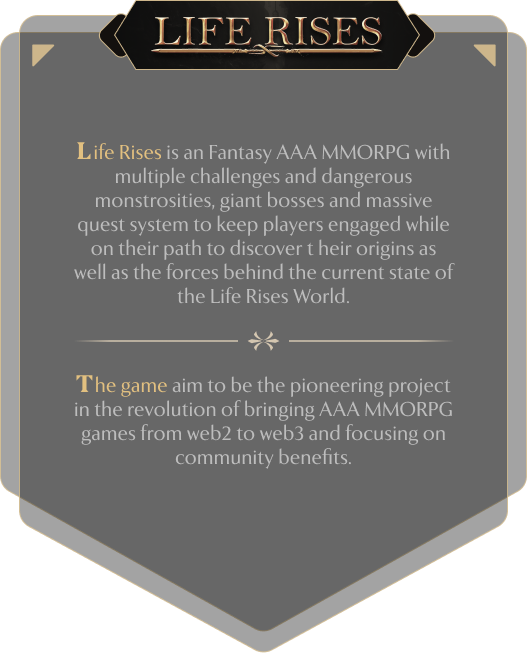 LIFE RISES
Life Rises is an Fantasy AAA MMORPG with
multiple challenges and dangerous
monstrosities, giant bosses and massive
quest system to keep players engaged while
on their path to discover t heir origins as
well as the forces behind the current state of
the Life Rises World.
The game aim to be the pioneering project
in the revolution of bringing AAA MMORPG
games from web2 to web3 and focusing on
community benefits.